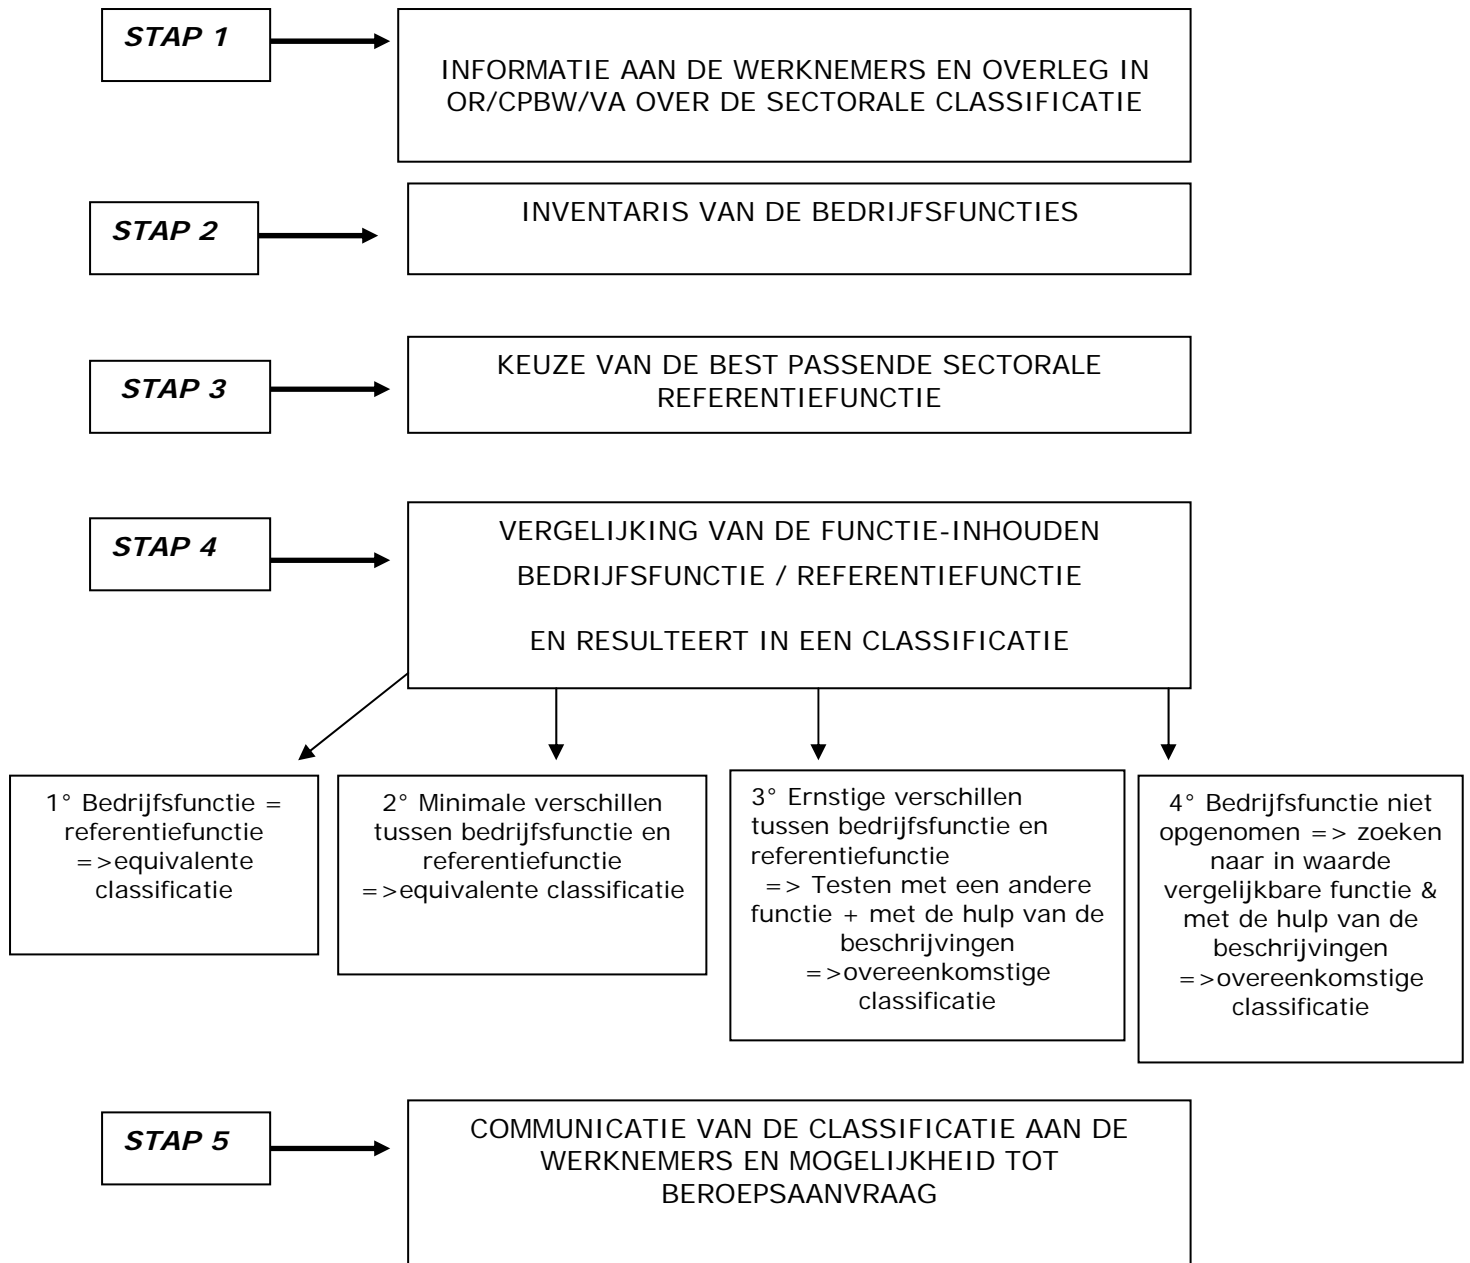 STAP 1
INFORMATIE AAN DE WERKNEMERS EN OVERLEG IN
OR/CPBW/VA OVER DE SECTORALE CLASSIFICATIE
STAP 2
INVENTARIS VAN DE BEDRIJFSFUNCTIES
STAP 3
KEUZE VAN DE BEST PASSENDE SECTORALE
REFERENTIEFUNCTIE
STAP 4
VERGELIJKING VAN DE FUNCTIE-INHOUDEN
BEDRIJFSFUNCTIE / REFERENTIEFUNCTIE
EN RESULTEERT IN EEN CLASSIFICATIE
1° Bedrijfsfunctie =
referentiefunctie
=>equivalente
classificatie
2° Minimale verschillen
tussen bedrijfsfunctie en
referentiefunctie
=>equivalente classificatie
3° Ernstige verschillen
tussen bedrijfsfunctie en
referentiefunctie
=> Testen met een andere
functie + met de hulp van de
beschrijvingen
=>overeenkomstige
classificatie
4° Bedrijfsfunctie niet
opgenomen => zoeken
naar in waarde
vergelijkbare functie &
met de hulp van de
beschrijvingen
=>overeenkomstige
classificatie
STAP 5
COMMUNICATIE VAN DE CLASSIFICATIE AAN DE
WERKNEMERS EN MOGELIJKHEID TOT
BEROEPSAANVRAAG